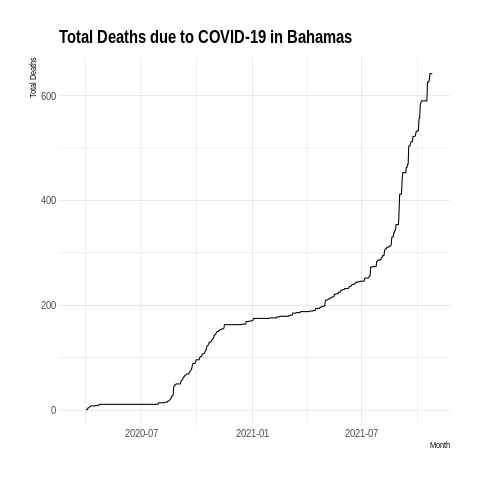 Total Deaths due to COVID-19 in Bahamas
Total Deaths
600
400
200
0
2020-07
2021-01
2021-07
Month